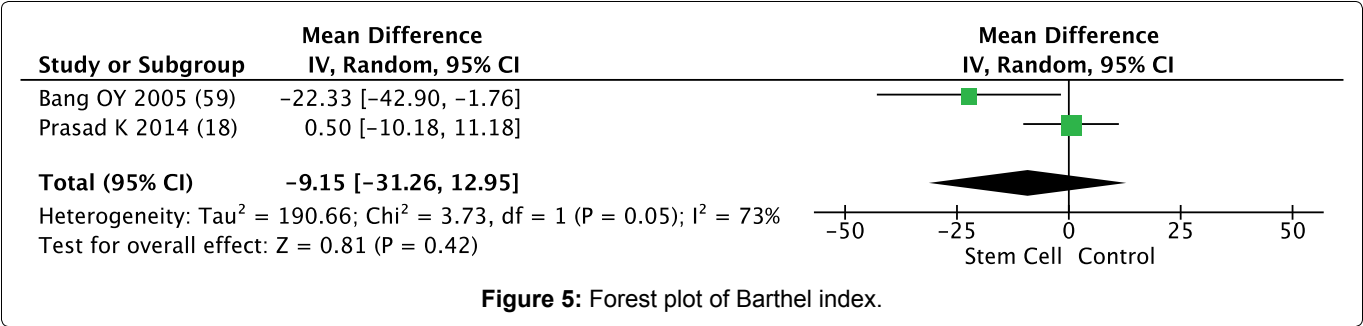 Mean Difference Mean Difference
Study or Subgroup IV, Random, 95% CI IV, Random, 95% CI
Bang OY 2005 (59) −22.33 [−42.90, −1.76]
Prasad K 2014 (18) 0.50 [−10.18, 11.18]
Total (95% CI) −9.15 [−31.26, 12.95]
Heterogeneity: Tau² = 190.66; Chi² = 3.73, df = 1 (P = 0.05); I² = 73%
Test for overall effect: Z = 0.81 (P = 0.42)
−50 −25 0 25 50
Stem Cell Control
Figure 5: Forest plot of Barthel index.